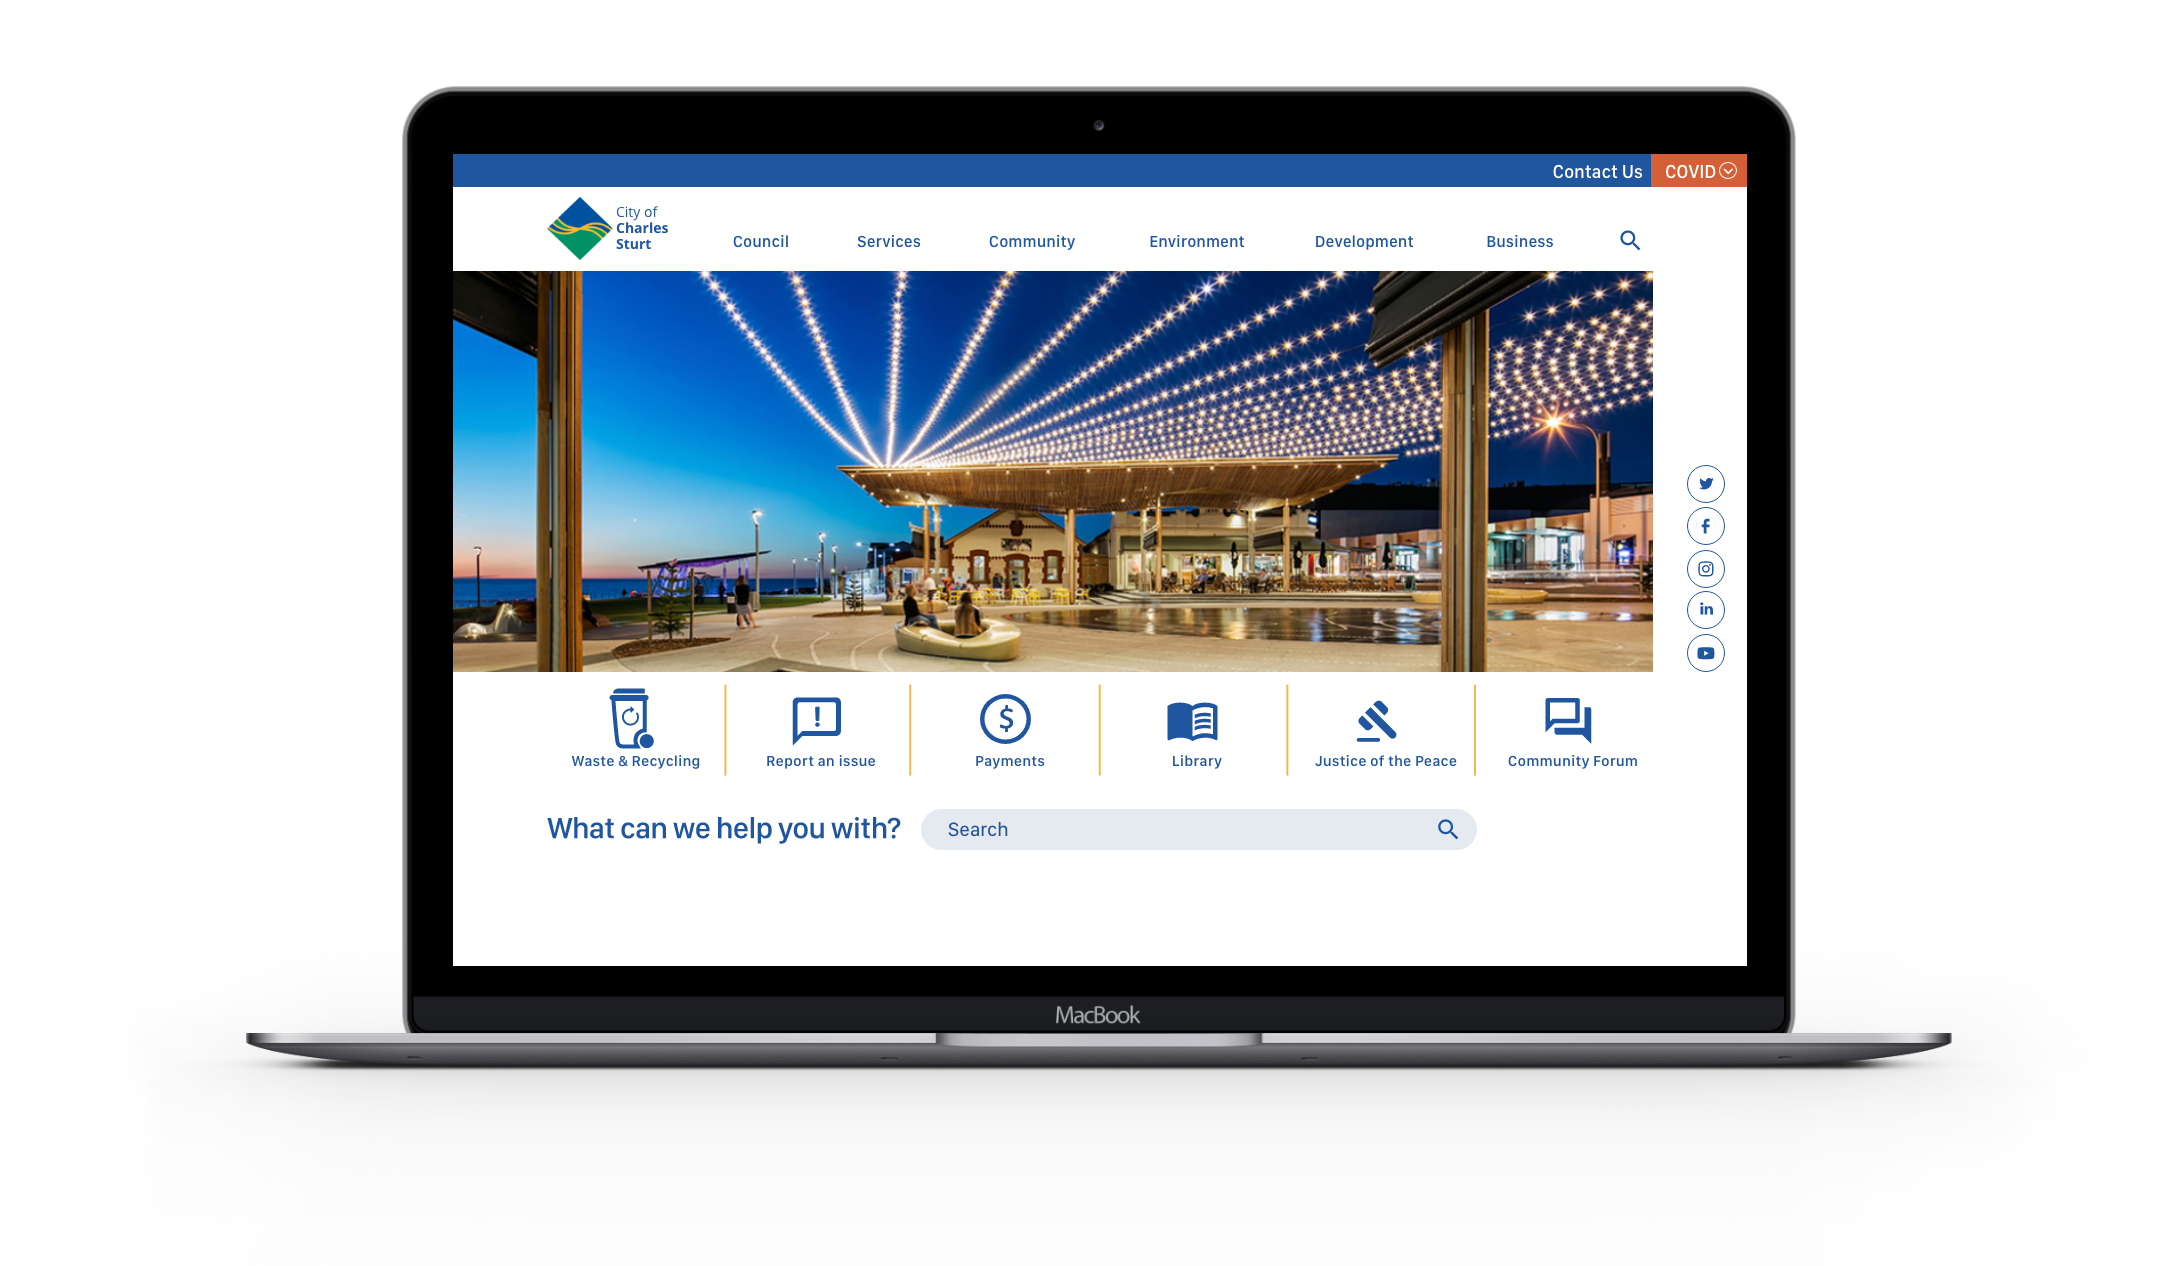 Contact Us
COVID
City of
Charles
Sturt
Council
Services
Community
Environment
Development
Business
Waste & Recycling
Report an issue
Payments
Library
Justice of the Peace
Community Forum
What can we help you with?
Search
MacBook